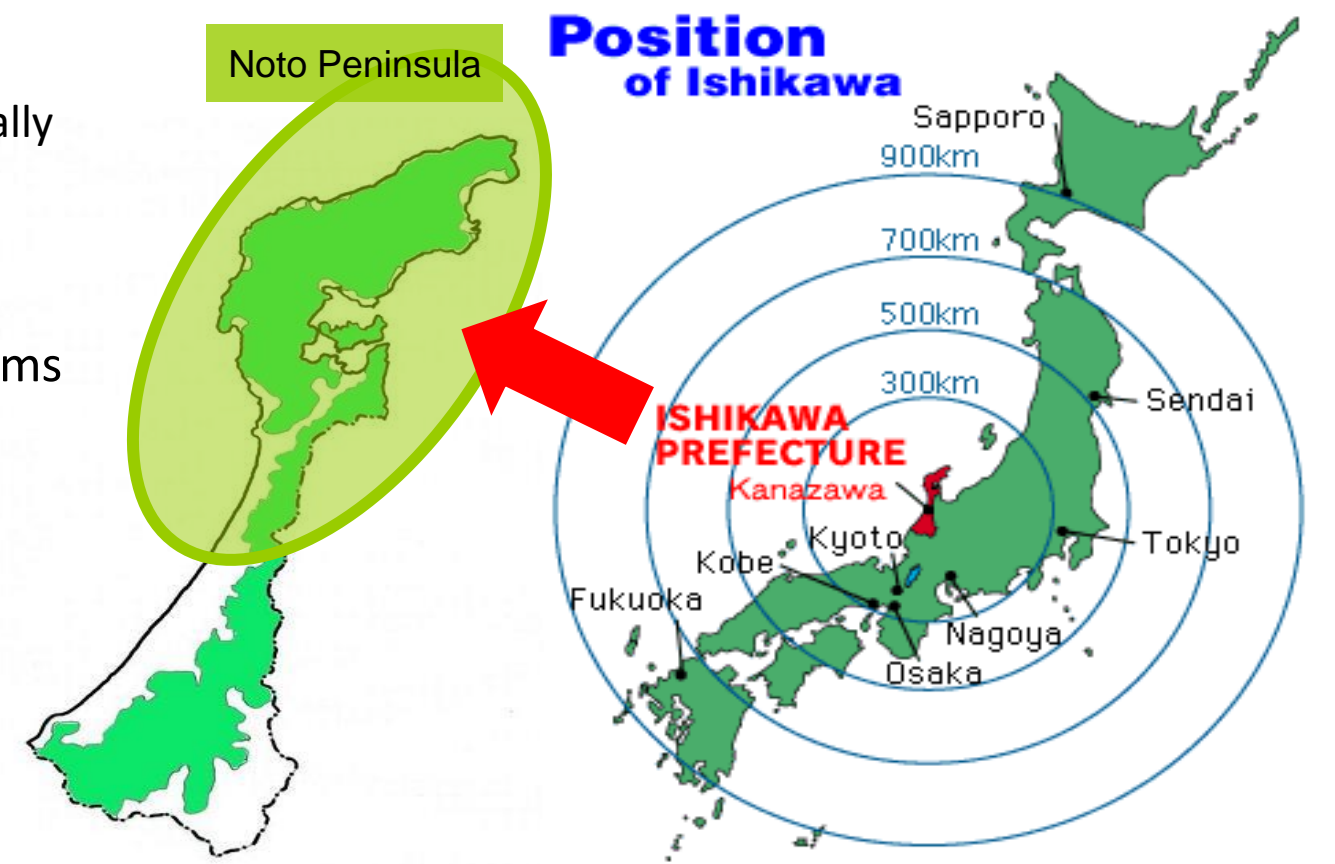 Noto Peninsula
ally
ms
Position
of Ishikawa
Sapporo
900km
700km
500km
300km
Sendai
ISHIKAWA
PREFECTURE
Kanazawa
Kyoto
Tokyo
Kobe
Fukuoka
Nagoya
Osaka